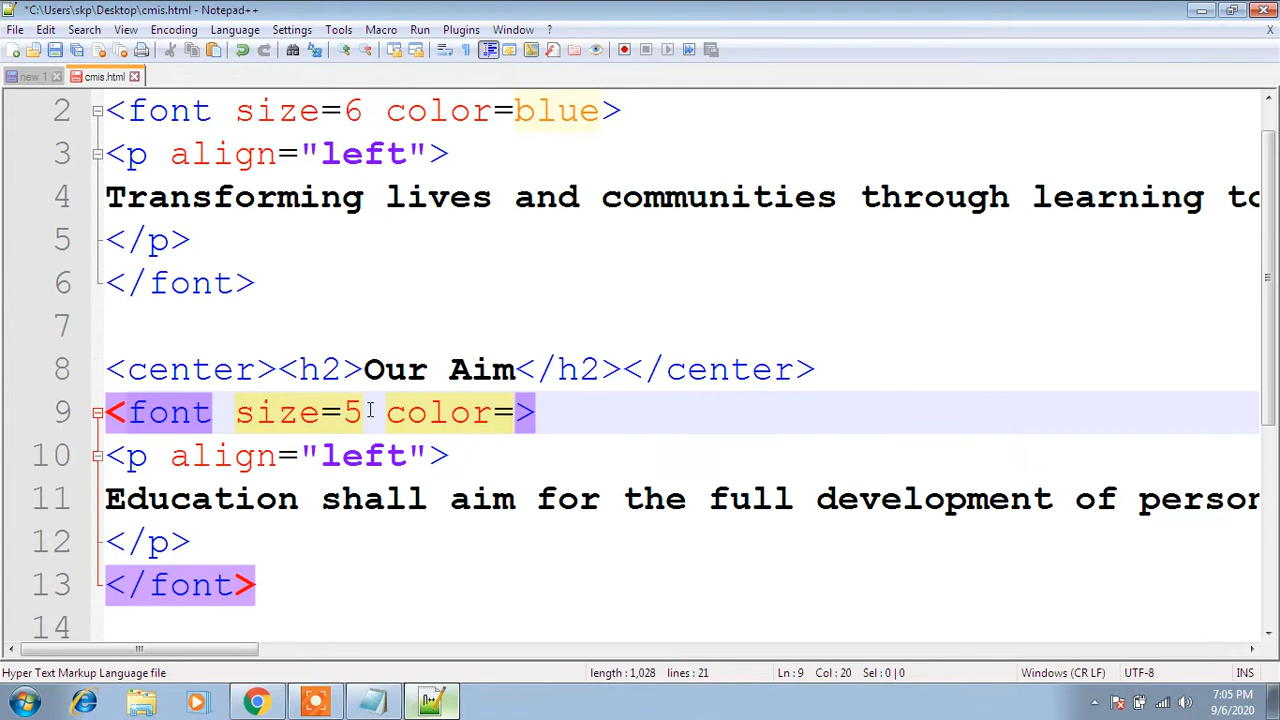 *C:\Users\skp\Desktop\cmis.html - Notepad++
File Edit Search View Encoding Language Settings Tools Macro Run Plugins Window ? X
new 1 cmis.html
2 <font size=6 color=blue>
3 <p align="left">
4 Transforming lives and communities through learning to
5 </p>
6 </font>
7
8 <center><h2>Our Aim</h2></center>
9 <font size=5 color=>
10 <p align="left">
11 Education shall aim for the full development of person
12 </p>
13 </font>
14
Hyper Text Markup Language file length : 1,028 lines : 21 Ln : 9 Col : 20 Sel : 0 | 0 Windows (CR LF) UTF-8 INS
7:05 PM
9/6/2020